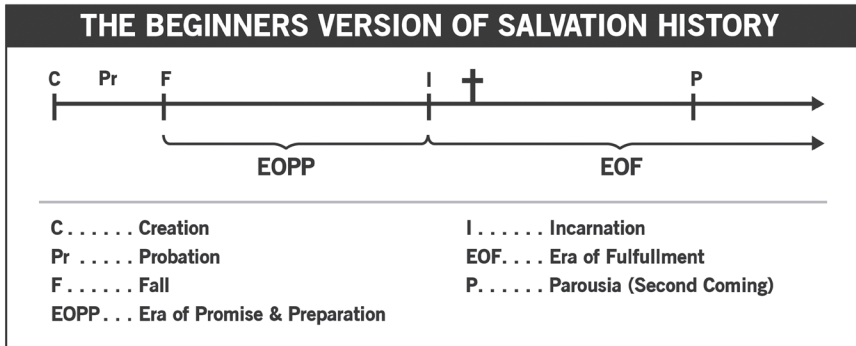 THE BEGINNERS VERSION OF SALVATION HISTORY
C Pr F I P
EOPP EOF
C. . . . . . Creation
Pr . . . . . Probation
F. . . . . . Fall
EOPP. . . Era of Promise & Preparation
I. . . . . . Incarnation
EOF. . . . Era of Fulfullment
P. . . . . . Parousia (Second Coming)